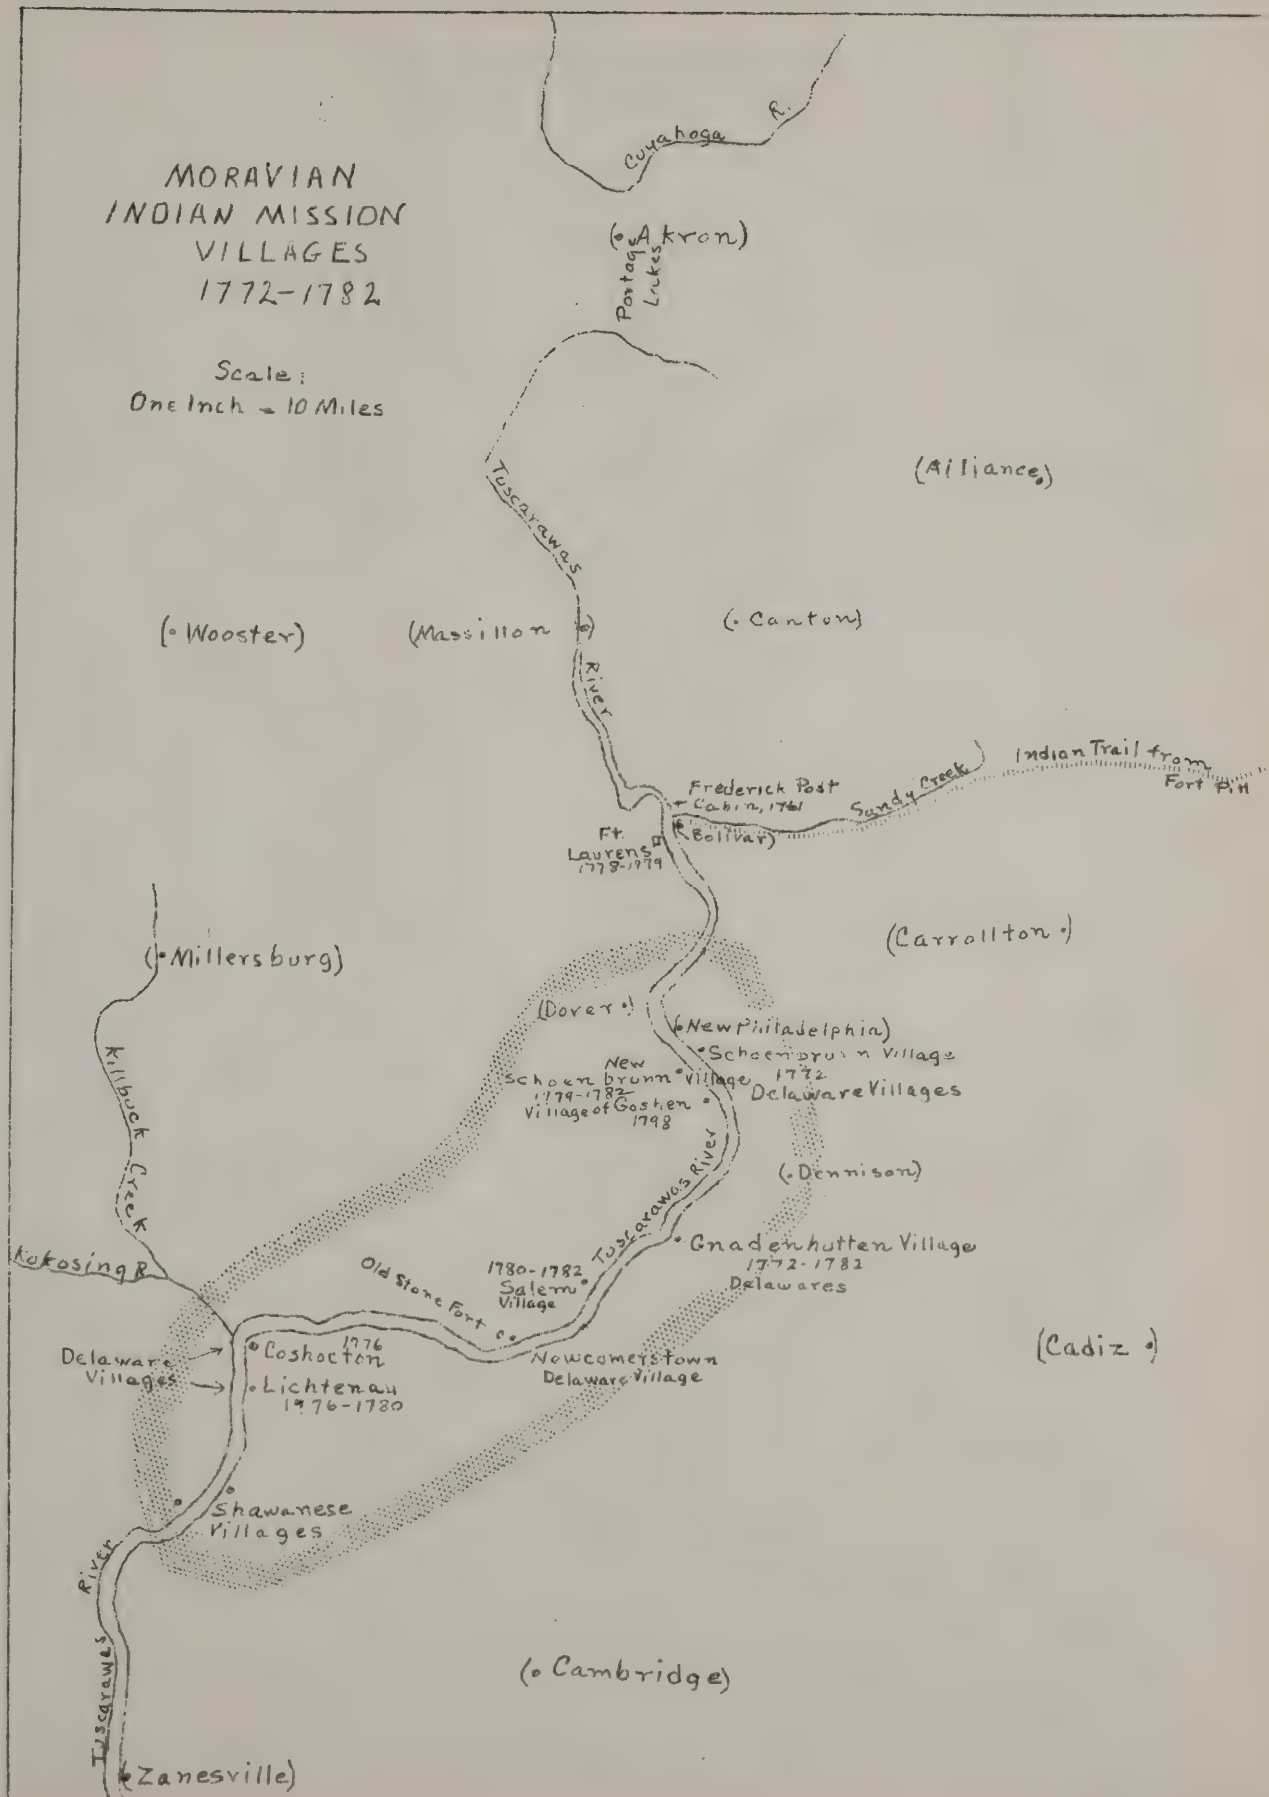 Cuyahoga R.
MORAVIAN
INDIAN MISSION
VILLAGES
1772-1782
(Akron)
Portage
Lakes
Scale:
One Inch = 10 Miles
(Alliance)
Tuscarawas
River
(Wooster)
(Massillon)
(Canton)
Indian Trail from
Fort Pitt
Sandy Creek
Frederick Post
Cabin, 1761
(Bolivar)
Ft.
Laurens
1778-1779
(Carrollton)
(Millersburg)
(Dover)
(New Philadelphia)
Schoenbrunn Village
1772
Delaware Villages
New
Schoenbrunn Village
1779-1782
Village of Goshen
1798
Killbuck Creek
(Dennison)
Tuscarawas River
Gnadenhutten Village
1772-1782
Delawares
Kokosing R
Old Stone Fort
1780-1782
Salem
Village
Newcomerstown
Delaware Village
(Cadiz)
Delaware
Villages
1776
Coshocton
Lichtenau
1776-1780
Shawanese
Villages
Tuscarawas River
(Cambridge)
(Zanesville)